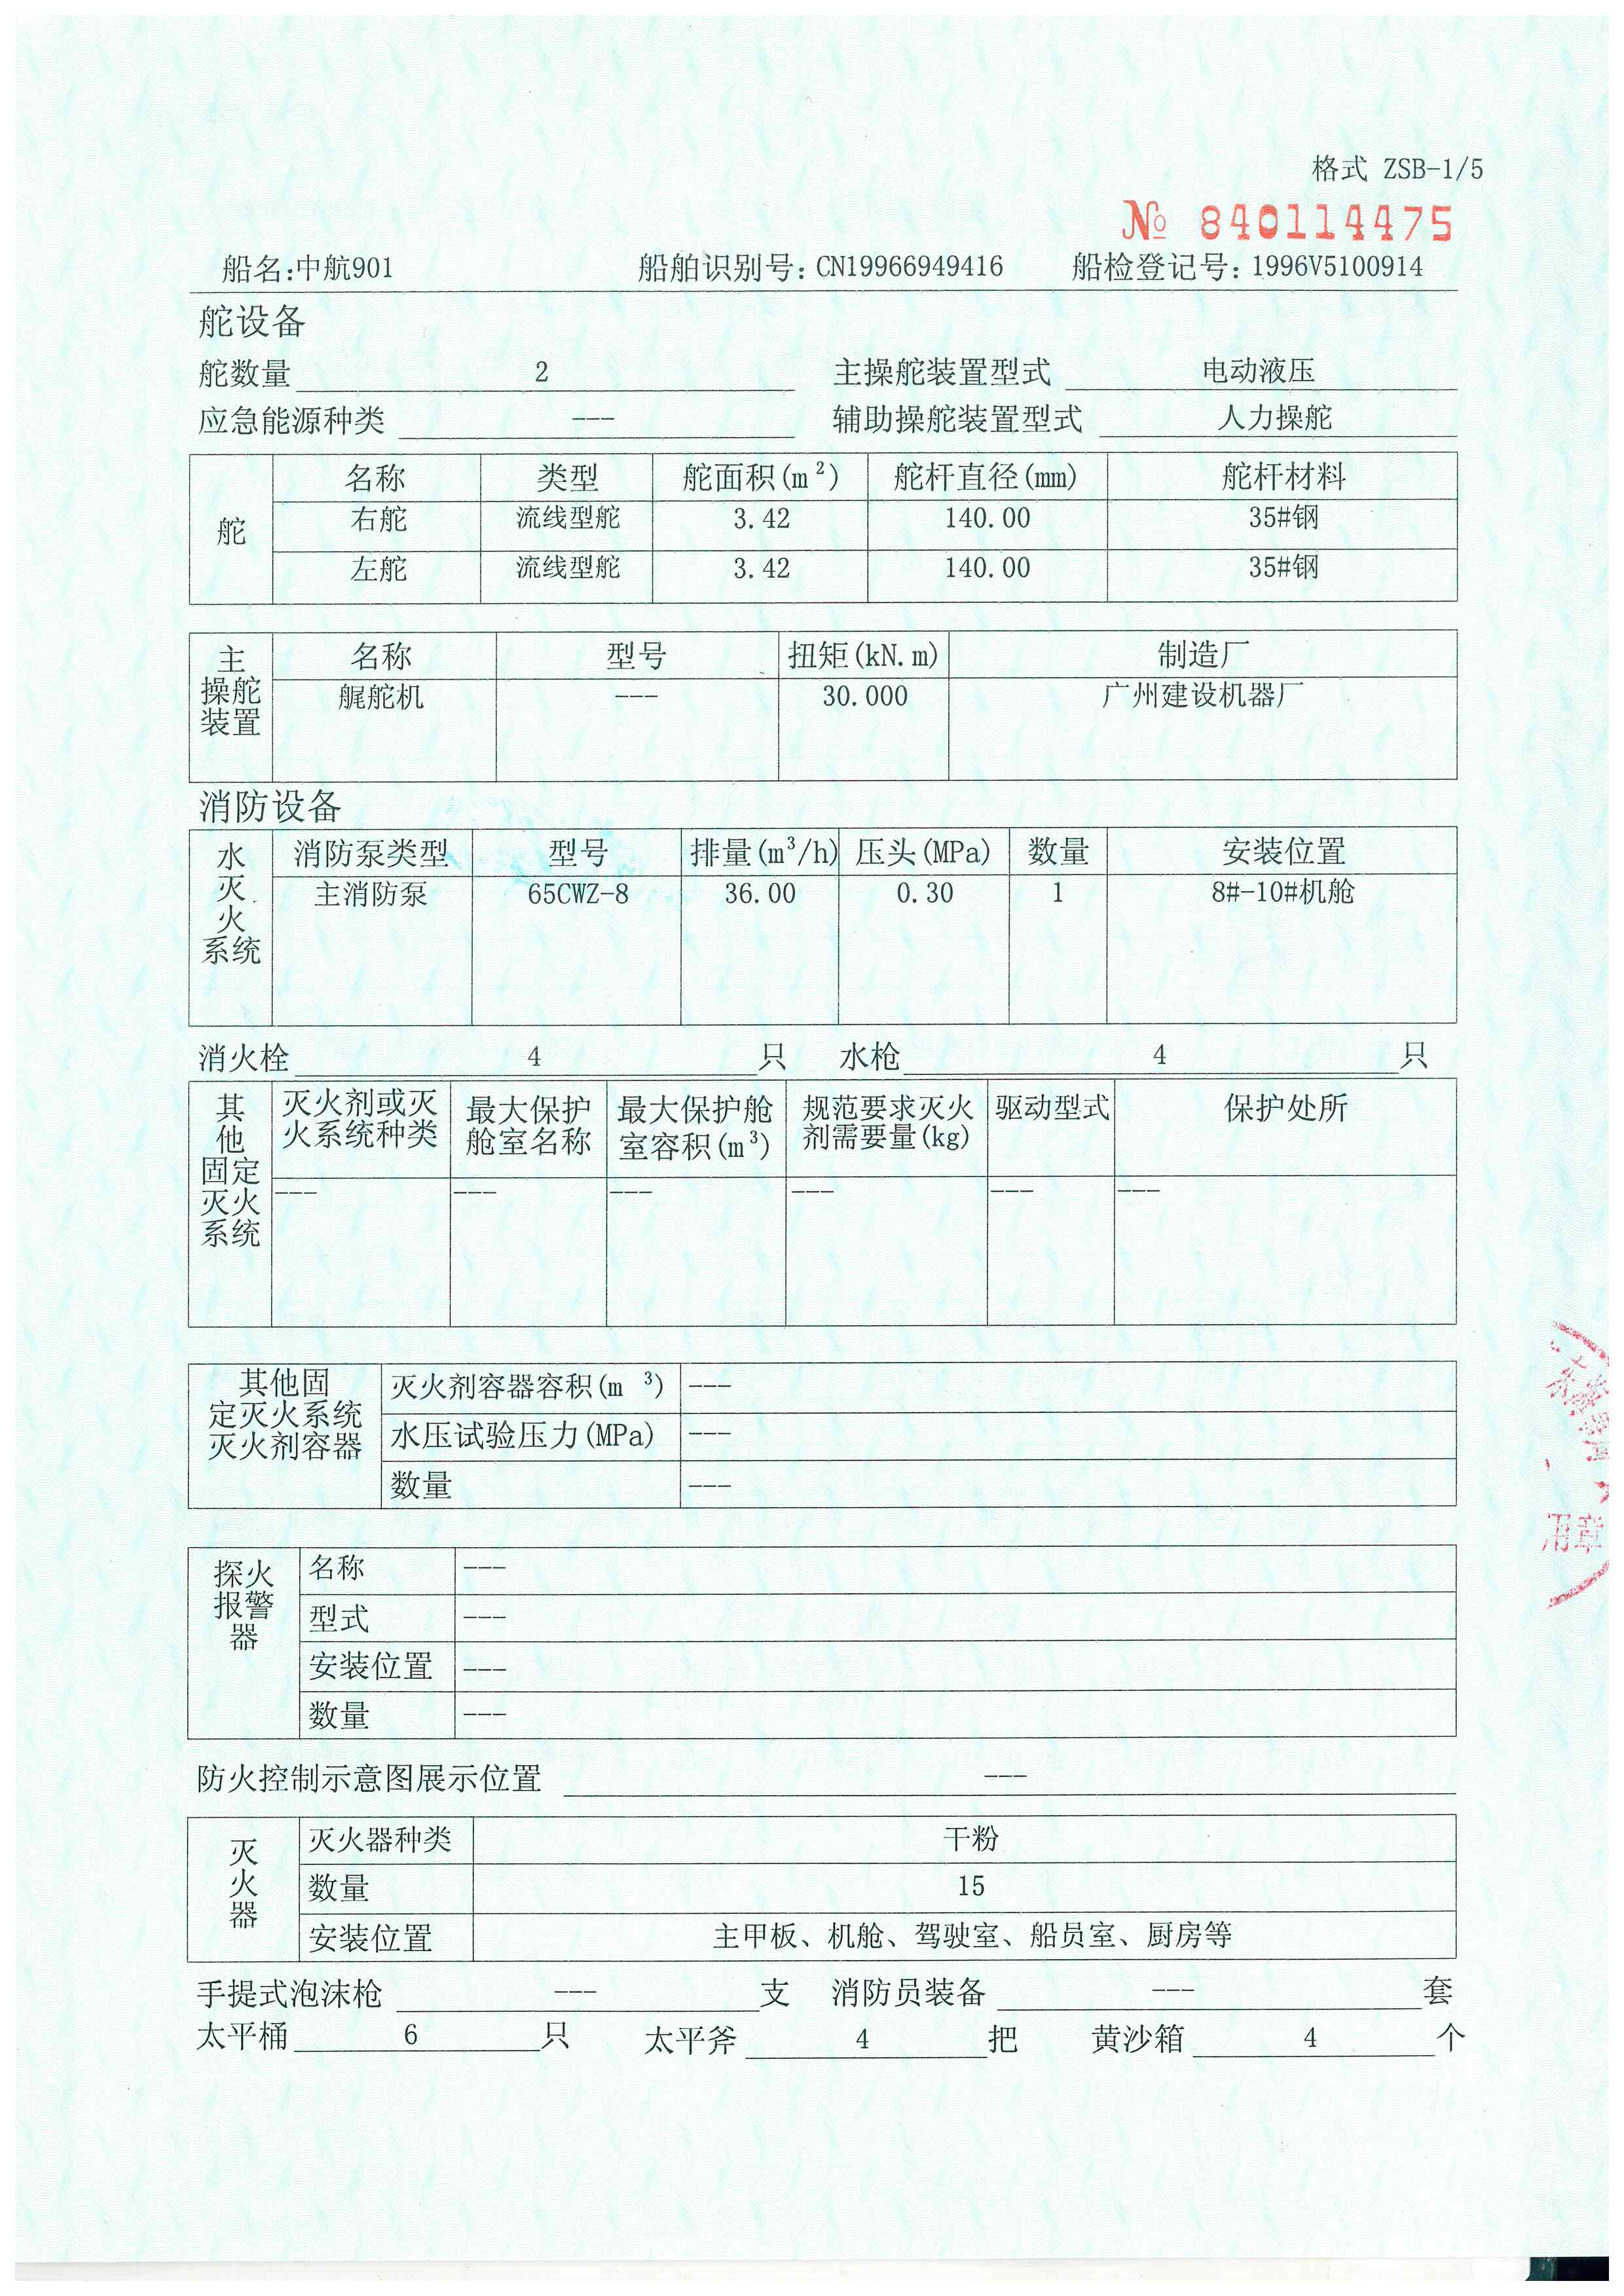 格式 ZSB-1/5
№ 840114475
船名:中航901 船舶识别号: CN19966949416 船检登记号: 1996V5100914
舵设备
舵数量 2 主操舵装置型式 电动液压
应急能源种类 --- 辅助操舵装置型式 人力操舵
舵 名称 类型 舵面积(m²) 舵杆直径(mm) 舵杆材料
右舵 流线型舵 3.42 140.00 35#钢
左舵 流线型舵 3.42 140.00 35#钢
主操舵装置 名称 型号 扭矩(kN.m) 制造厂
艉舵机 --- 30.000 广州建设机器厂
消防设备
水灭火系统 消防泵类型 型号 排量(m³/h) 压头(MPa) 数量 安装位置
主消防泵 65CWZ-8 36.00 0.30 1 8#-10#机舱
消火栓 4 只 水枪 4 只
其他固定灭火系统 灭火剂或灭火系统种类 最大保护舱室名称 最大保护舱室容积(m³) 规范要求灭火剂需要量(kg) 驱动型式 保护处所
--- --- --- --- --- ---
其他固定灭火系统灭火剂容器 灭火剂容器容积(m ³) ---
水压试验压力(MPa) ---
数量 ---
探火报警器 名称 ---
型式 ---
安装位置 ---
数量 ---
防火控制示意图展示位置 ---
灭火器 灭火器种类 干粉
数量 15
安装位置 主甲板、机舱、驾驶室、船员室、厨房等
手提式泡沫枪 --- 支 消防员装备 --- 套
太平桶 6 只 太平斧 4 把 黄沙箱 4 个
用章